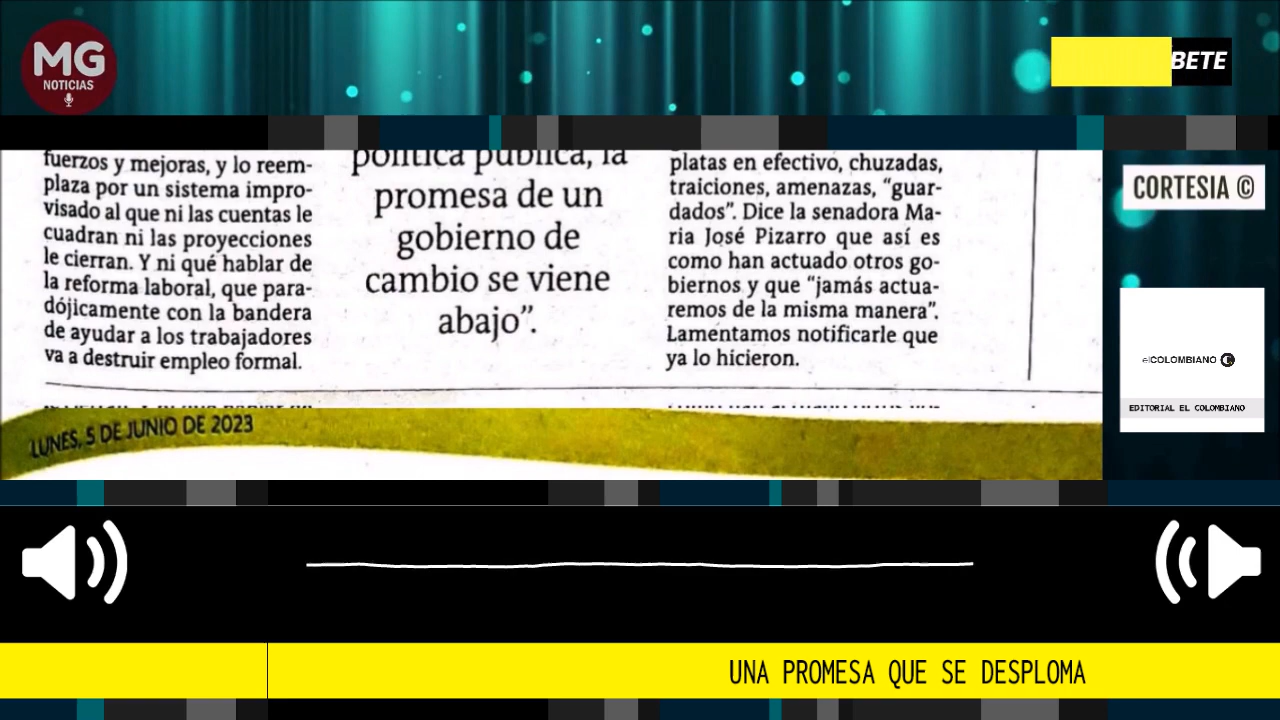 MG
NOTICIAS
BETE
fuerzos y mejoras, y lo reem-
plaza por un sistema impro-
visado al que ni las cuentas le
cuadran ni las proyecciones
le cierran. Y ni qué hablar de
la reforma laboral, que para-
dójicamente con la bandera
de ayudar a los trabajadores
va a destruir empleo formal.
política pública, la
promesa de un
gobierno de
cambio se viene
abajo”.
platas en efectivo, chuzadas,
traiciones, amenazas, “guar-
dados”. Dice la senadora Ma-
ria José Pizarro que así es
como han actuado otros go-
biernos y que “jamás actua-
remos de la misma manera”.
Lamentamos notificarle que
ya lo hicieron.
LUNES, 5 DE JUNIO DE 2023
CORTESIA ©
elCOLOMBIANO
EDITORIAL EL COLOMBIANO
UNA PROMESA QUE SE DESPLOMA